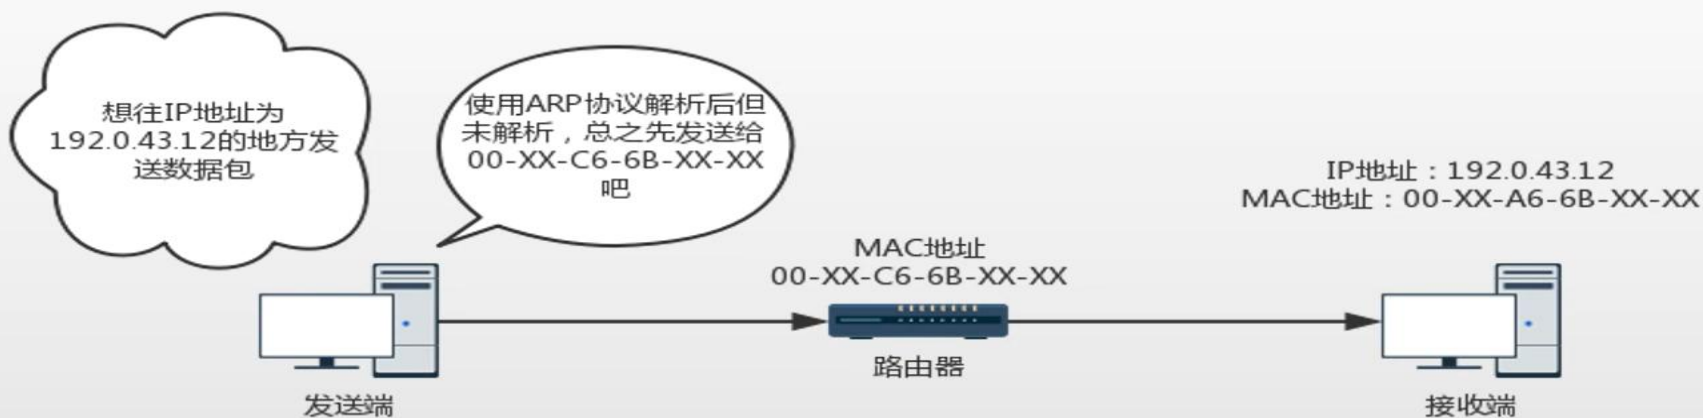 想往IP地址为
192.0.43.12的地方发
送数据包
使用ARP协议解析后但
未解析，总之先发送给
00-XX-C6-6B-XX-XX
吧
IP地址：192.0.43.12
MAC地址：00-XX-A6-6B-XX-XX
MAC地址
00-XX-C6-6B-XX-XX
路由器
发送端
接收端